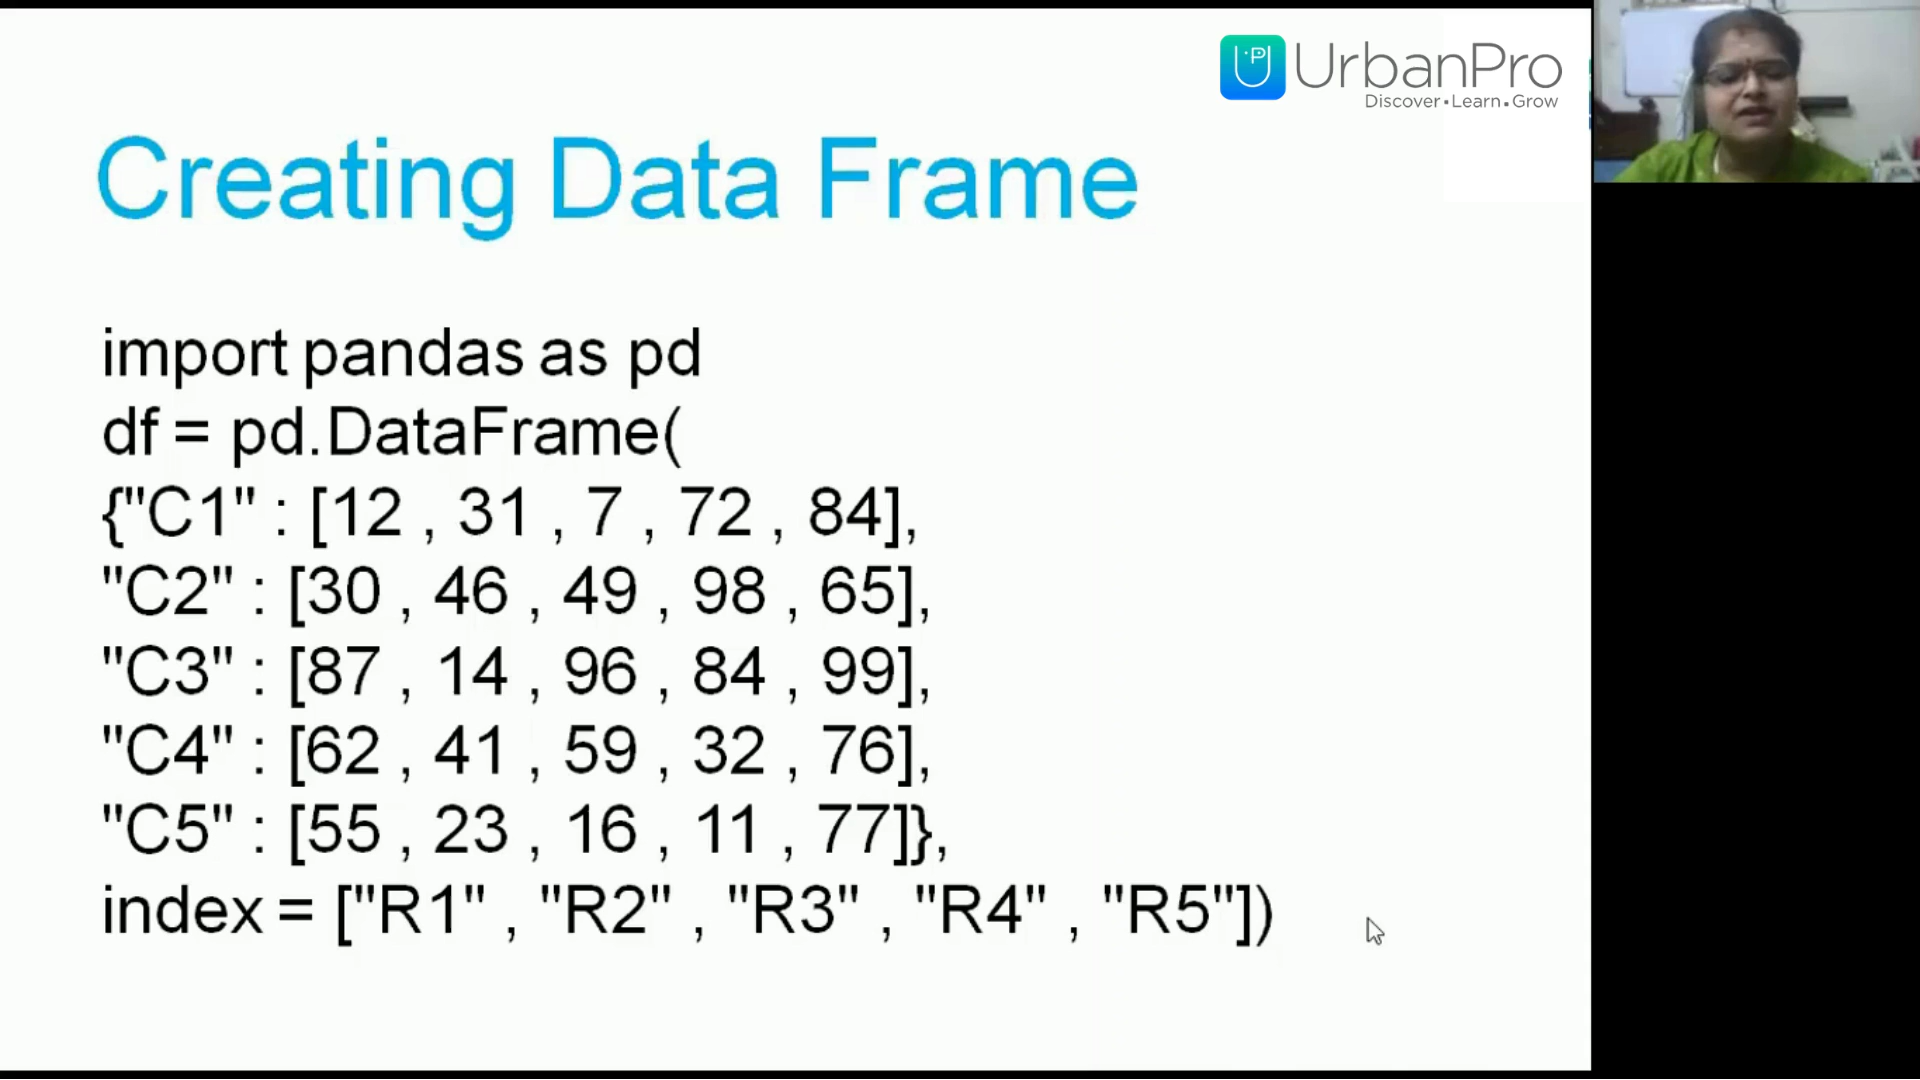 UrbanPro
Discover▪Learn▪Grow
Creating Data Frame
import pandas as pd
df = pd.DataFrame(
{"C1" : [12 , 31 , 7 , 72 , 84],
"C2" : [30 , 46 , 49 , 98 , 65],
"C3" : [87 , 14 , 96 , 84 , 99],
"C4" : [62 , 41 , 59 , 32 , 76],
"C5" : [55 , 23 , 16 , 11 , 77]},
index = ["R1" , "R2" , "R3" , "R4" , "R5"])